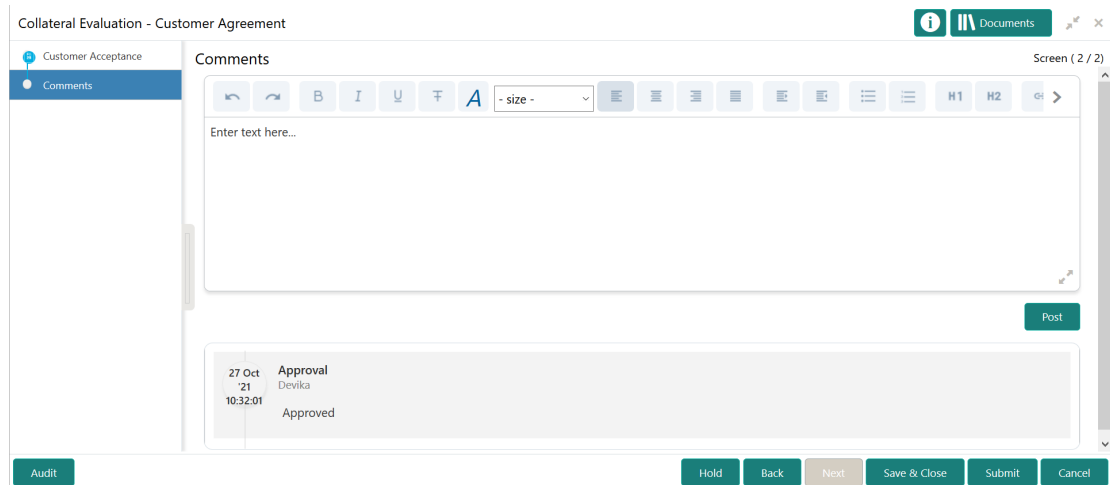 Collateral Evaluation - Customer Agreement
Documents
Customer Acceptance
Comments
Comments
Screen ( 2 / 2)
B I U T A - size - H1 H2
Enter text here...
Post
27 Oct '21 10:32:01
Approval
Devika
Approved
Audit
Hold Back Next Save & Close Submit Cancel